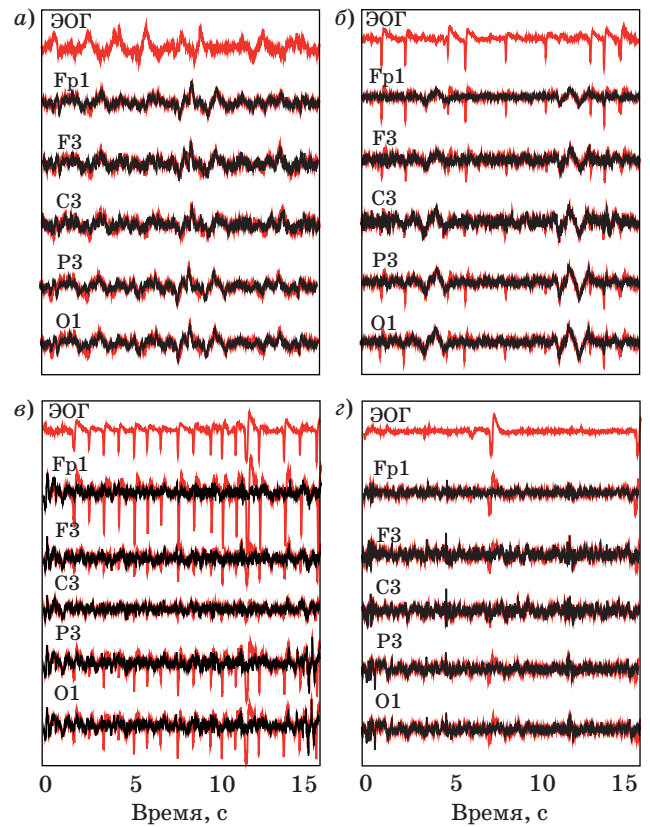 а)
ЭОГ
Fp1
F3
C3
P3
O1
б)
ЭОГ
Fp1
F3
C3
P3
O1
в)
ЭОГ
Fp1
F3
C3
P3
O1
0 5 10 15
Время, с
г)
ЭОГ
Fp1
F3
C3
P3
O1
0 5 10 15
Время, с